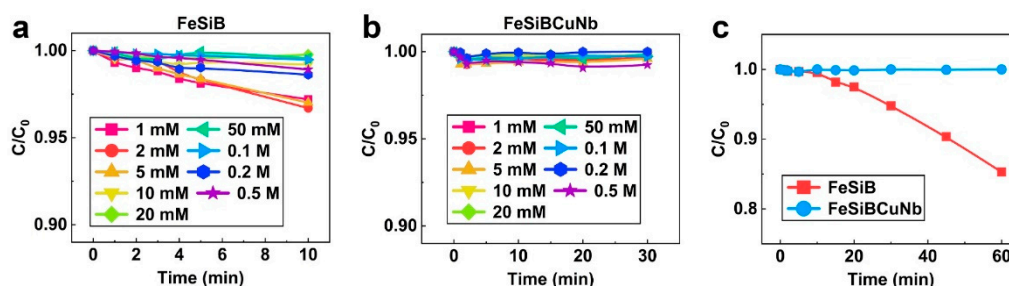 a
FeSiB
C/C0
1.00
0.95
0.90
1 mM
2 mM
5 mM
10 mM
20 mM
50 mM
0.1 M
0.2 M
0.5 M
0 2 4 6 8 10
Time (min)
b
FeSiBCuNb
C/C0
1.00
0.95
0.90
1 mM
2 mM
5 mM
10 mM
20 mM
50 mM
0.1 M
0.2 M
0.5 M
0 10 20 30
Time (min)
c
C/C0
1.0
0.9
0.8
FeSiB
FeSiBCuNb
0 20 40 60
Time (min)